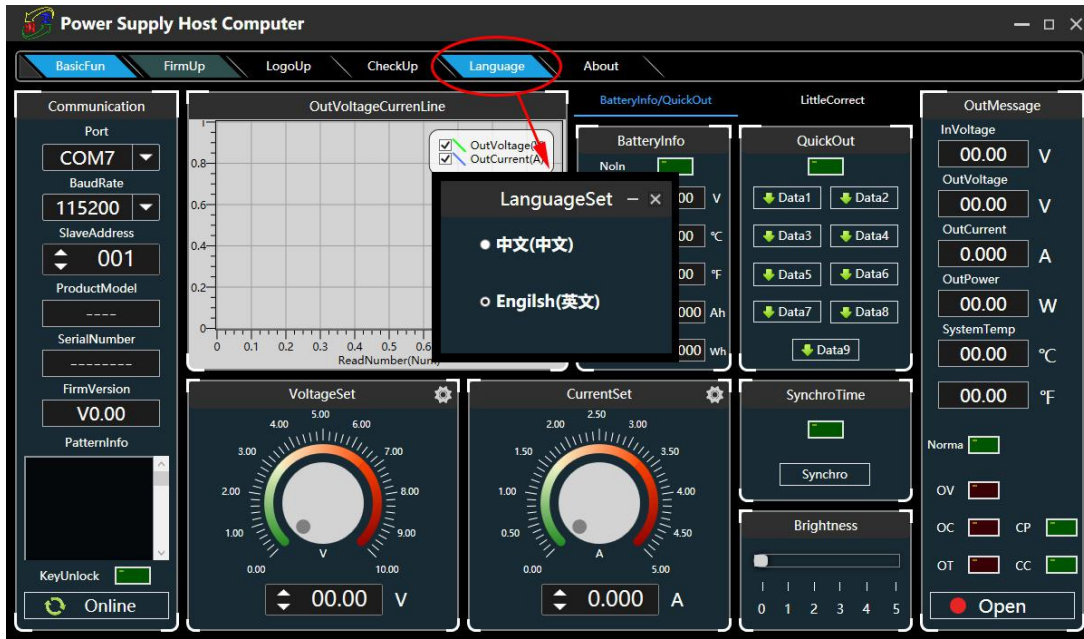 Power Supply Host Computer
BasicFun FirmUp LogoUp CheckUp Language About
Communication
Port
COM7
BaudRate
115200
SlaveAddress
001
ProductModel
----
SerialNumber
--------
FirmVersion
V0.00
PatternInfo
KeyUnlock
Online
OutVoltageCurrenLine
OutVoltage(V)
OutCurrent(A)
1
0.8
0.6
0.4
0.2
0
0 0.1 0.2 0.3 0.4 0.5 0.6
ReadNumber(Num)
LanguageSet
中文(中文)
Engilsh(英文)
BatteryInfo/QuickOut LittleCorrect
BatteryInfo
NoIn
00 V
00 ℃
00 ℉
000 Ah
000 Wh
QuickOut
Data1 Data2
Data3 Data4
Data5 Data6
Data7 Data8
Data9
VoltageSet
0.00 1.00 2.00 3.00 4.00 5.00 6.00 7.00 8.00 9.00 10.00
V
00.00 V
CurrentSet
0.00 0.50 1.00 1.50 2.00 2.50 3.00 3.50 4.00 4.50 5.00
A
0.000 A
SynchroTime
Synchro
Brightness
0 1 2 3 4 5
OutMessage
InVoltage
00.00 V
OutVoltage
00.00 V
OutCurrent
0.000 A
OutPower
00.00 W
SystemTemp
00.00 ℃
00.00 ℉
Norma
OV
OC CP
OT CC
Open